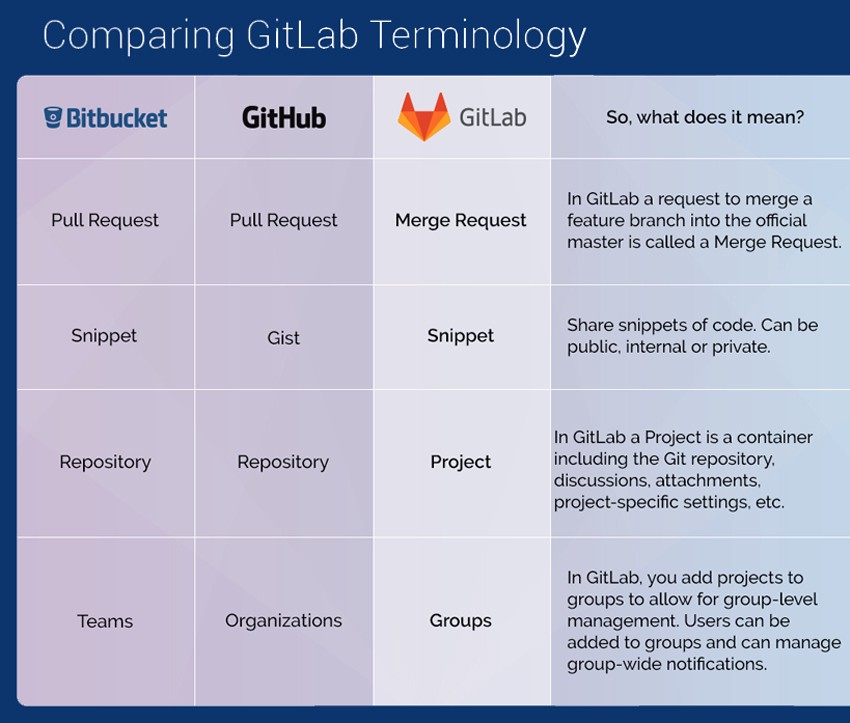 Comparing GitLab Terminology
Bitbucket
GitHub
GitLab
So, what does it mean?
Pull Request
Pull Request
Merge Request
In GitLab a request to merge a
feature branch into the official
master is called a Merge Request.
Snippet
Gist
Snippet
Share snippets of code. Can be
public, internal or private.
Repository
Repository
Project
In GitLab a Project is a container
including the Git repository,
discussions, attachments,
project-specific settings, etc.
Teams
Organizations
Groups
In GitLab, you add projects to
groups to allow for group-level
management. Users can be
added to groups and can manage
group-wide notifications.